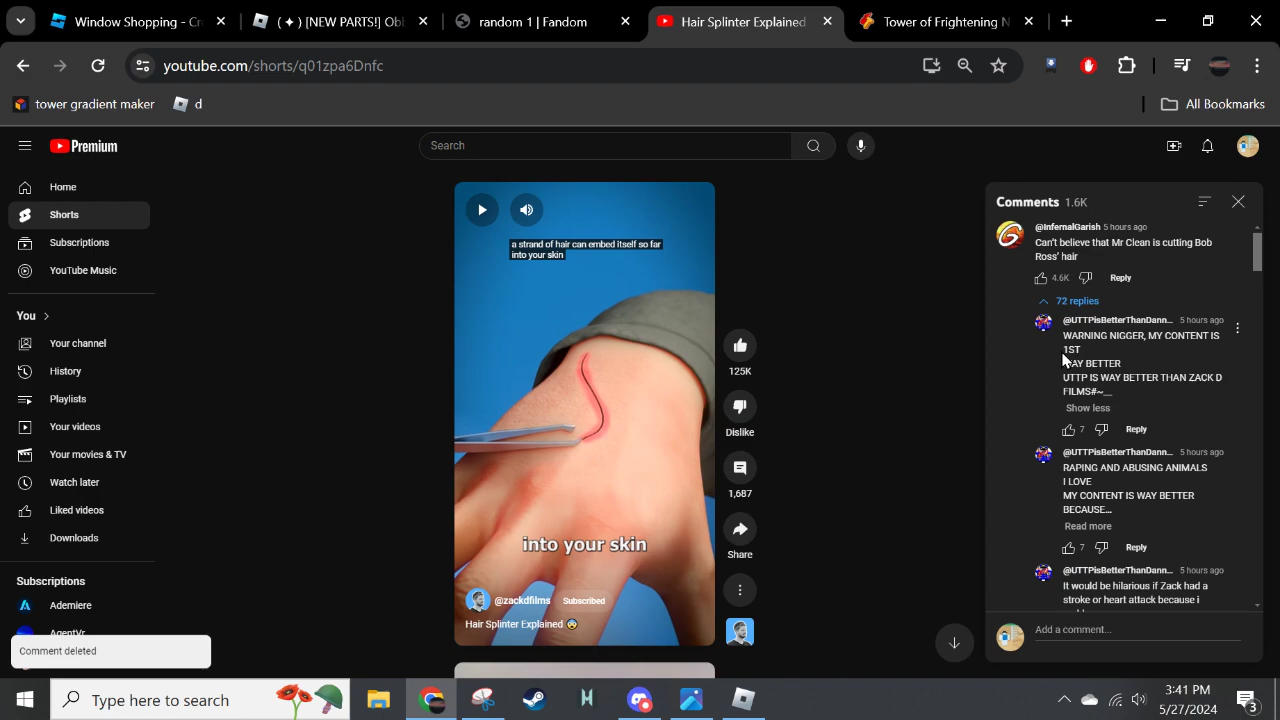 Window Shopping - Cr
( ✦ ) [NEW PARTS!] Obl
random 1 | Fandom
Hair Splinter Explained
Tower of Frightening N
youtube.com/shorts/q01zpa6Dnfc
tower gradient maker
d
All Bookmarks
Premium
Search
Home
Shorts
Subscriptions
YouTube Music
You
Your channel
History
Playlists
Your videos
Your movies & TV
Watch later
Liked videos
Downloads
Subscriptions
Ademiere
AgentVr
Comment deleted
a strand of hair can embed itself so far
into your skin
into your skin
@zackdfilms
Subscribed
Hair Splinter Explained 😨
125K
Dislike
1,687
Share
Comments 1.6K
@InfernalGarish 5 hours ago
Can't believe that Mr Clean is cutting Bob
Ross' hair
4.6K Reply
72 replies
@UTTPisBetterThanDann... 5 hours ago
WARNING NIGGER, MY CONTENT IS
1ST
BETTER
UTTP IS WAY BETTER THAN ZACK D
FILMS#~__
Show less
7 Reply
@UTTPisBetterThanDann... 5 hours ago
RAPING AND ABUSING ANIMALS
I LOVE
MY CONTENT IS WAY BETTER
BECAUSE...
Read more
7 Reply
@UTTPisBetterThanDann... 5 hours ago
It would be hilarious if Zack had a
stroke or heart attack because i
Add a comment...
Type here to search
3:41 PM
5/27/2024
3